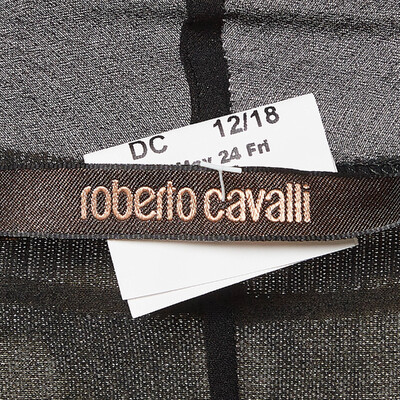 DC 12/18
May 24 Fri
roberto cavalli